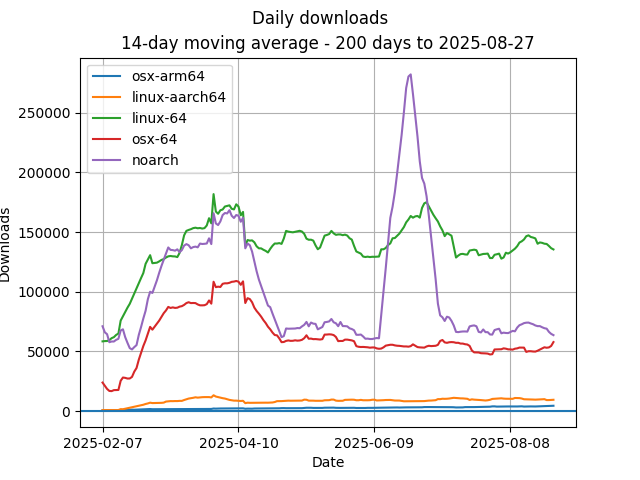 Daily downloads
14-day moving average - 200 days to 2025-08-27
osx-arm64
linux-aarch64
linux-64
osx-64
noarch
250000
200000
150000
100000
50000
0
Downloads
2025-02-07
2025-04-10
2025-06-09
2025-08-08
Date